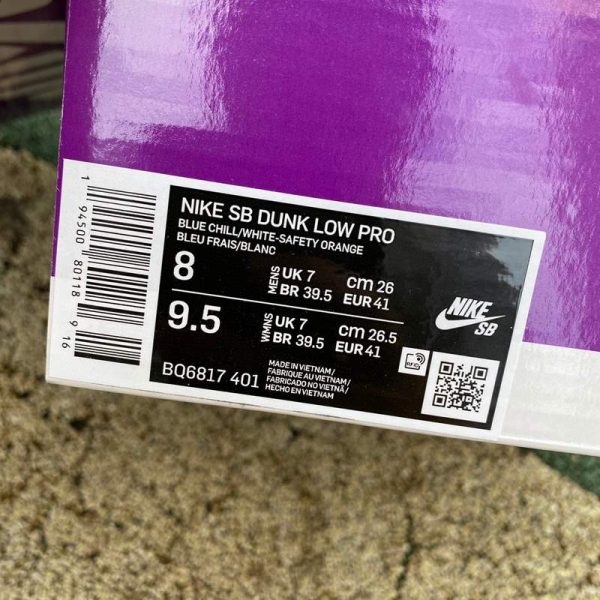 NIKE SB DUNK LOW PRO
BLUE CHILL/WHITE-SAFETY ORANGE
BLEU FRAIS/BLANC
8 MENS UK 7 cm 26
BR 39.5 EUR 41
9.5 WMNS UK 7 cm 26.5
BR 39.5 EUR 41
BQ6817 401
MADE IN VIETNAM/
FABRIQUE AU VIETNAM/
FABRICADO NO VIETNÃ/
HECHO EN VIETNAM
NIKE
SB
RFID
1 94500 80118 9 16